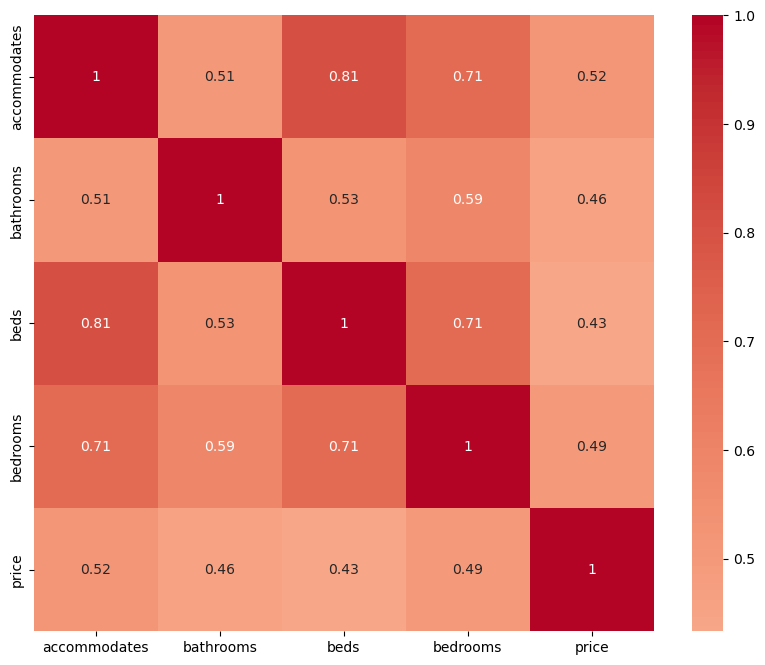 accommodates 1 0.51 0.81 0.71 0.52
bathrooms 0.51 1 0.53 0.59 0.46
beds 0.81 0.53 1 0.71 0.43
bedrooms 0.71 0.59 0.71 1 0.49
price 0.52 0.46 0.43 0.49 1
accommodates bathrooms beds bedrooms price
1.0
0.9
0.8
0.7
0.6
0.5